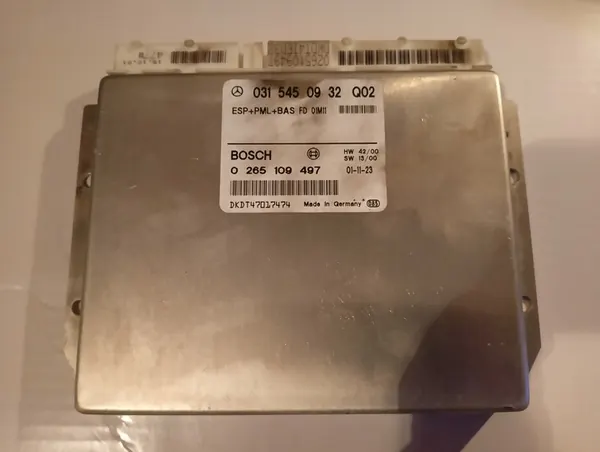 031 545 09 32 Q02
ESP+PML+BAS FD 01M11
BOSCH
HW 42/00
SW 13/00
0 265 109 497
01-11-23
DKDT47017474
Made in Germany